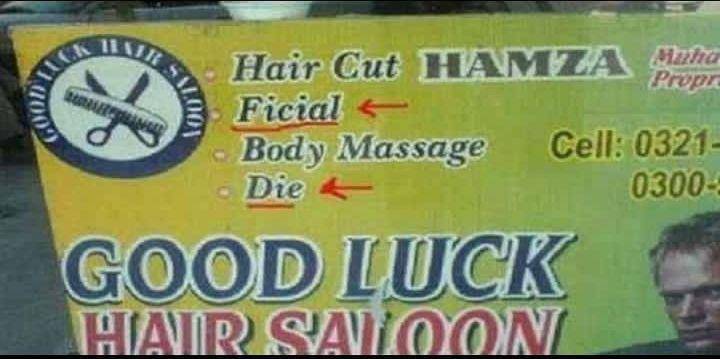 GOOD LUCK HAIR SALOON
Hair Cut HAMZA
Ficial
Body Massage
Die
Cell: 0321-
0300-
GOOD LUCK
HAIR SALOON